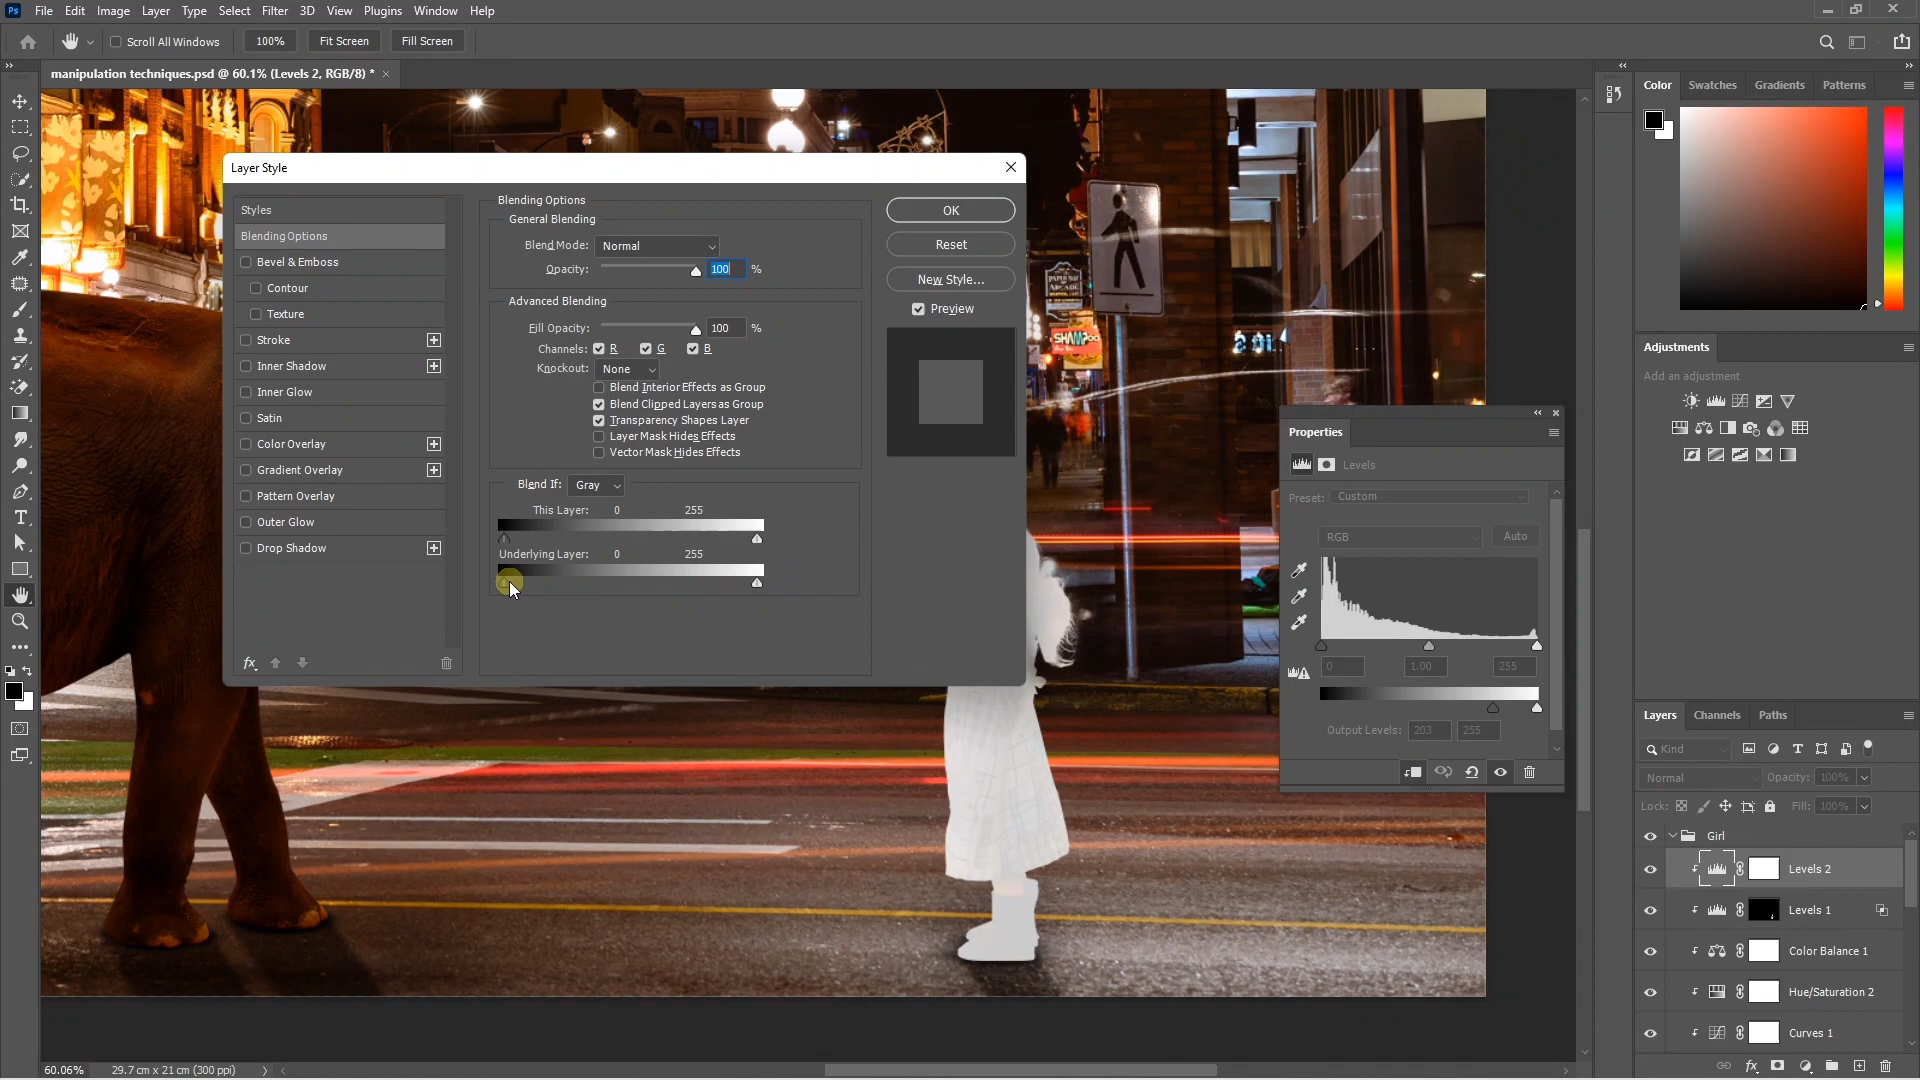 Ps File Edit Image Layer Type Select Filter 3D View Plugins Window Help
Scroll All Windows 100% Fit Screen Fill Screen
manipulation techniques.psd @ 60.1% (Levels 2, RGB/8) *
Layer Style
Styles
Blending Options
Bevel & Emboss
Contour
Texture
Stroke
Inner Shadow
Inner Glow
Satin
Color Overlay
Gradient Overlay
Pattern Overlay
Outer Glow
Drop Shadow
fx
Blending Options
General Blending
Blend Mode: Normal
Opacity: 100 %
Advanced Blending
Fill Opacity: 100 %
Channels: R G B
Knockout: None
Blend Interior Effects as Group
Blend Clipped Layers as Group
Transparency Shapes Layer
Layer Mask Hides Effects
Vector Mask Hides Effects
Blend If: Gray
This Layer: 0 255
Underlying Layer: 0 255
OK
Reset
New Style...
Preview
Properties
Levels
Preset: Custom
RGB Auto
0 1.00 255
Output Levels: 203 255
Color Swatches Gradients Patterns
Adjustments
Add an adjustment
Layers Channels Paths
Kind
Normal Opacity: 100%
Lock: Fill: 100%
Girl
Levels 2
Levels 1
Color Balance 1
Hue/Saturation 2
Curves 1
fx
60.06% 29.7 cm x 21 cm (300 ppi)